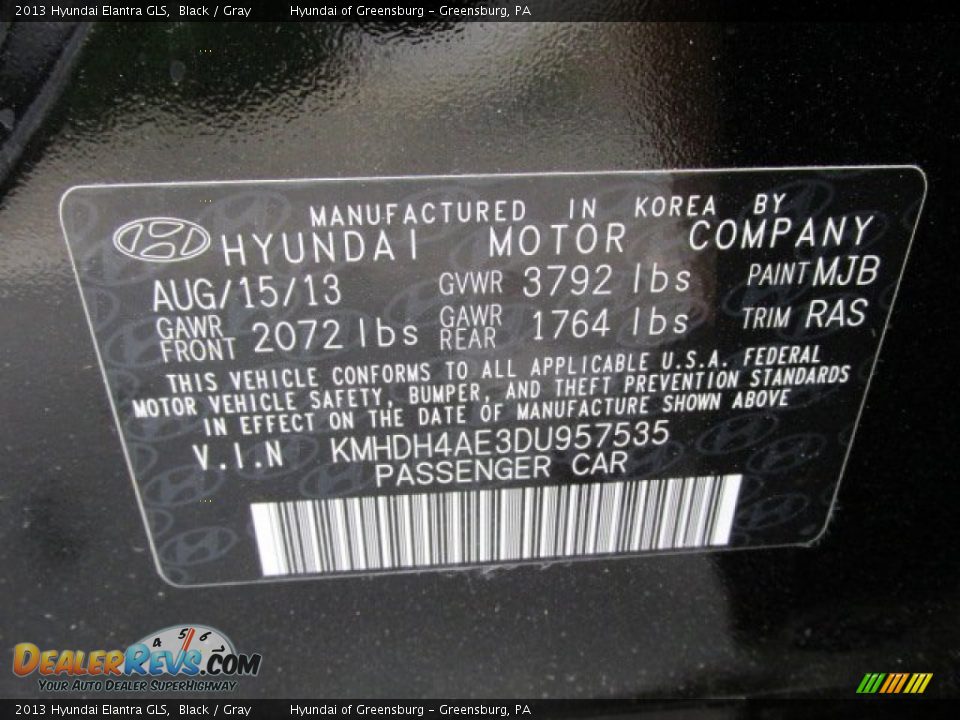 2013 Hyundai Elantra GLS, Black / Gray Hyundai of Greensburg - Greensburg, PA
MANUFACTURED IN KOREA BY
HYUNDAI MOTOR COMPANY
AUG/15/13 GVWR 3792 lbs PAINT MJB
GAWR FRONT 2072 lbs GAWR REAR 1764 lbs TRIM RAS
THIS VEHICLE CONFORMS TO ALL APPLICABLE U.S.A. FEDERAL
MOTOR VEHICLE SAFETY, BUMPER, AND THEFT PREVENTION STANDARDS
IN EFFECT ON THE DATE OF MANUFACTURE SHOWN ABOVE
V.I.N KMHDH4AE3DU957535
PASSENGER CAR
4 5 6 7
DEALERREVS.COM
YOUR AUTO DEALER SUPERHIGHWAY
2013 Hyundai Elantra GLS, Black / Gray Hyundai of Greensburg - Greensburg, PA